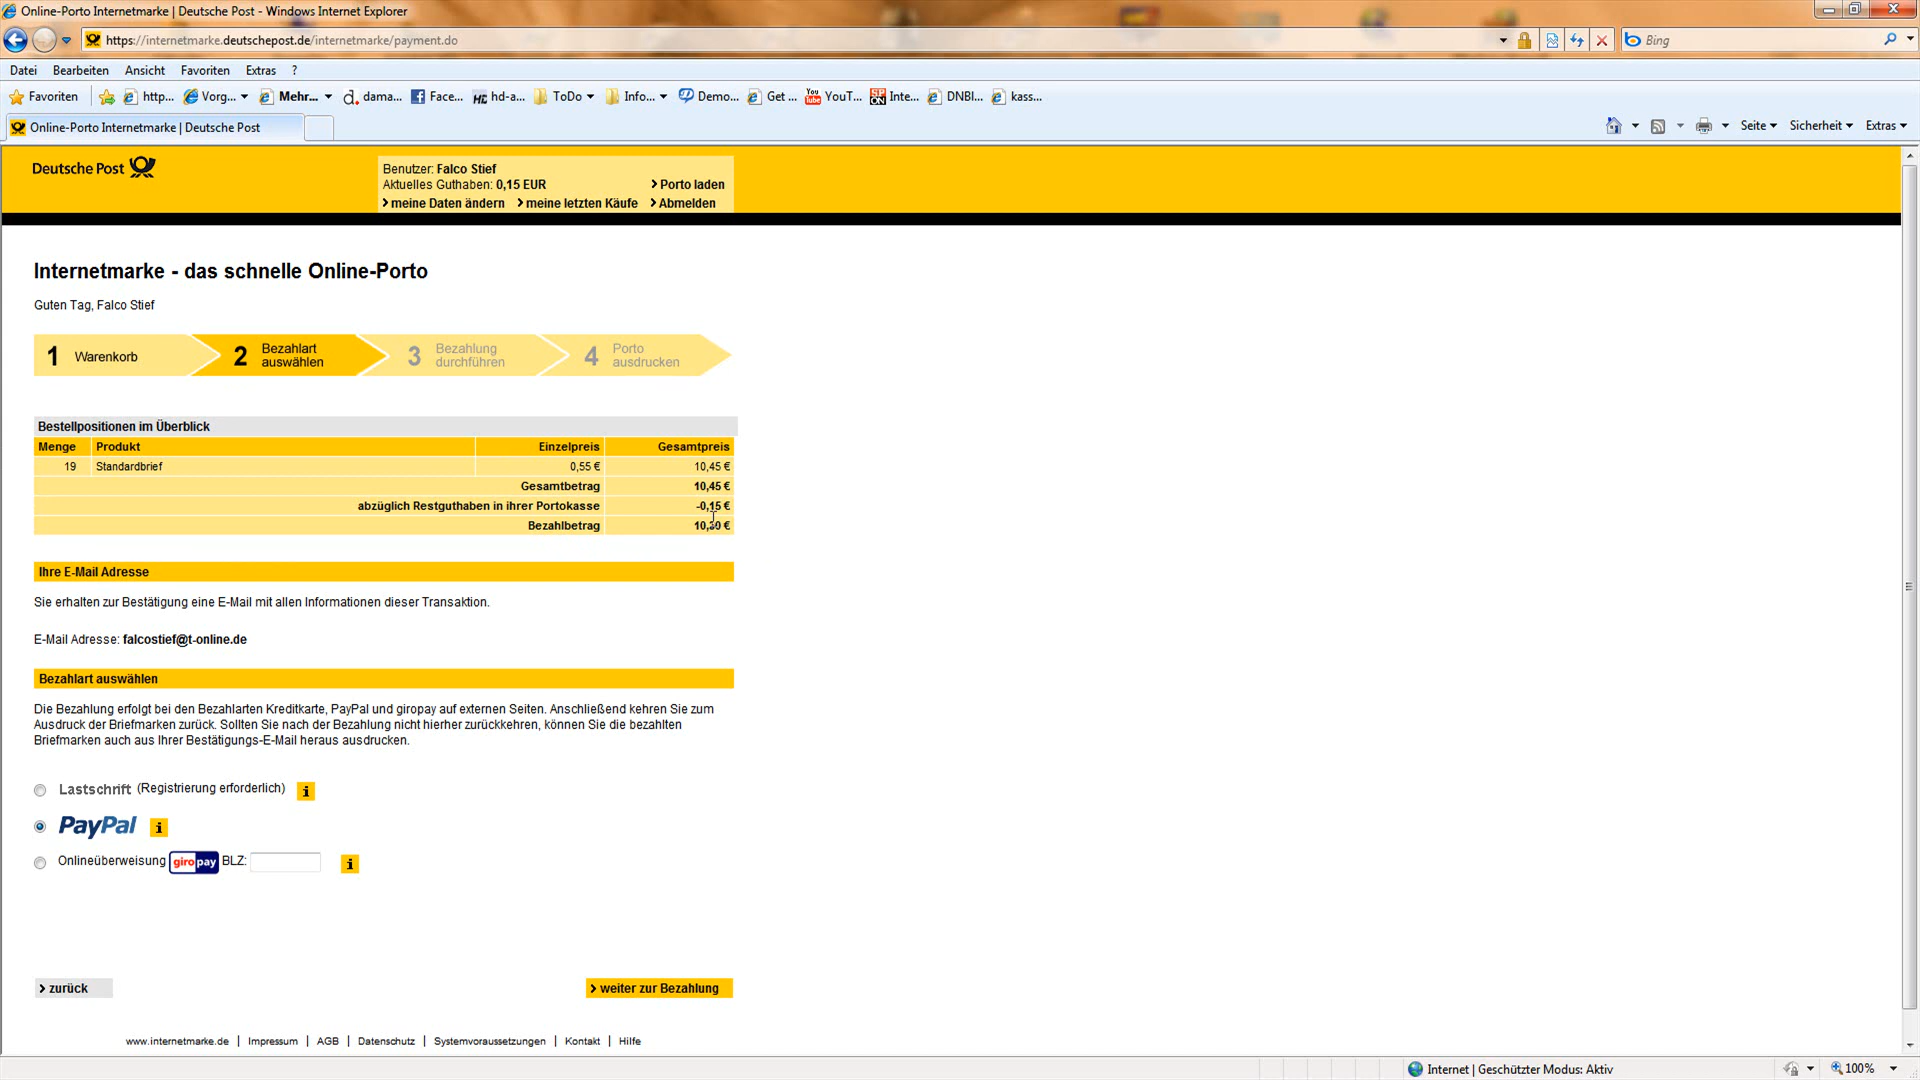 Online-Porto Internetmarke | Deutsche Post - Windows Internet Explorer
https://internetmarke.deutschepost.de/internetmarke/payment.do
Bing
Datei Bearbeiten Ansicht Favoriten Extras ?
Favoriten http... Vorg... Mehr... dama... Face... hd-a... ToDo Info... Demo... Get ... YouT... Inte... DNBI... kass...
Online-Porto Internetmarke | Deutsche Post
Seite Sicherheit Extras
Deutsche Post
Benutzer: Falco Stief
Aktuelles Guthaben: 0,15 EUR Porto laden
meine Daten ändern meine letzten Käufe Abmelden
Internetmarke - das schnelle Online-Porto
Guten Tag, Falco Stief
1 Warenkorb
2 Bezahlart auswählen
3 Bezahlung durchführen
4 Porto ausdrucken
Bestellpositionen im Überblick
Menge Produkt Einzelpreis Gesamtpreis
19 Standardbrief 0,55 € 10,45 €
Gesamtbetrag 10,45 €
abzüglich Restguthaben in ihrer Portokasse -0,15 €
Bezahlbetrag 10,30 €
Ihre E-Mail Adresse
Sie erhalten zur Bestätigung eine E-Mail mit allen Informationen dieser Transaktion.
E-Mail Adresse: falcostief@t-online.de
Bezahlart auswählen
Die Bezahlung erfolgt bei den Bezahlarten Kreditkarte, PayPal und giropay auf externen Seiten. Anschließend kehren Sie zum
Ausdruck der Briefmarken zurück. Sollten Sie nach der Bezahlung nicht hierher zurückkehren, können Sie die bezahlten
Briefmarken auch aus Ihrer Bestätigungs-E-Mail heraus ausdrucken.
Lastschrift (Registrierung erforderlich) i
PayPal i
Onlineüberweisung giropay BLZ: i
zurück weiter zur Bezahlung
www.internetmarke.de | Impressum | AGB | Datenschutz | Systemvoraussetzungen | Kontakt | Hilfe
Internet | Geschützter Modus: Aktiv 100%